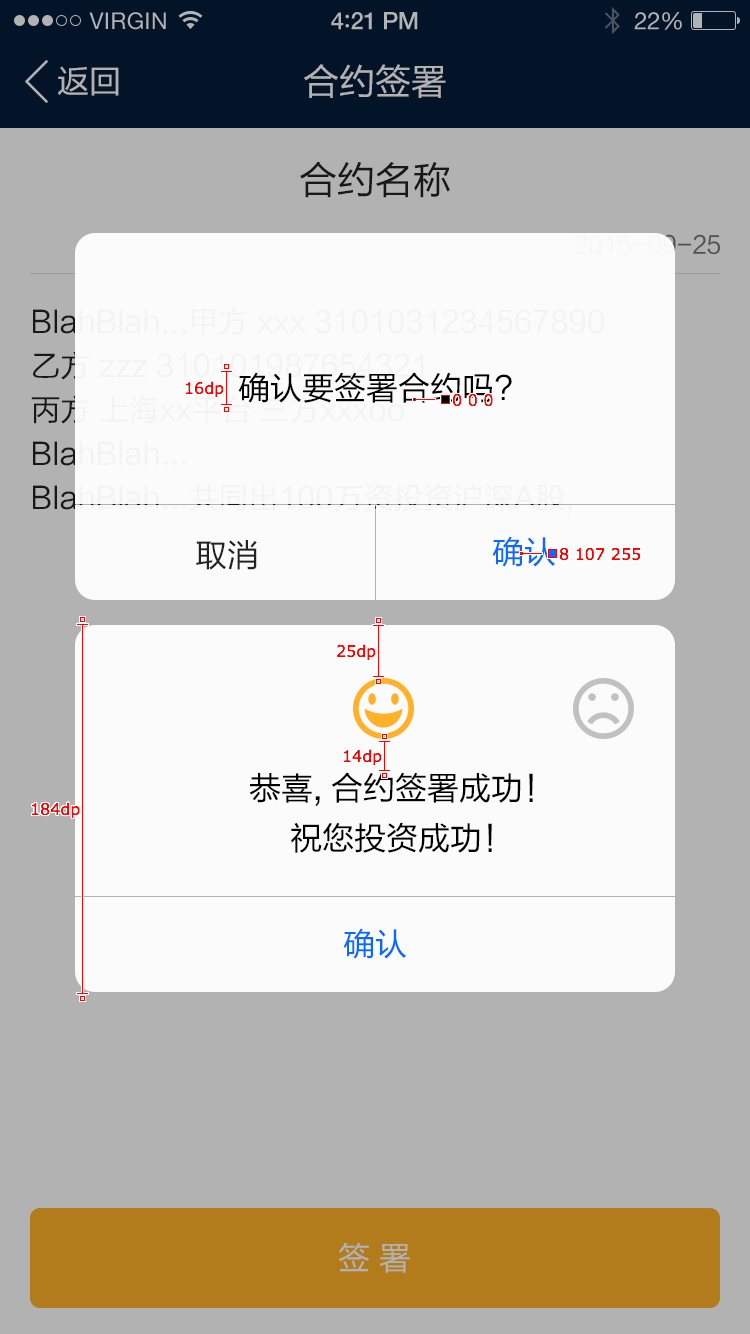 VIRGIN 4:21 PM 22%
返回 合约签署
合约名称
2015-09-25
BlahBlah...甲方 xxx 3101031234567890
乙方 zzz 310101987654321
丙方 上海xx平台 三方xxxoo
16dp 确认要签署合约吗?
0 0 0
BlahBlah...
BlahBlah...共同出100万资投资沪深A股,
取消 确认 8 107 255
25dp
14dp
184dp
恭喜, 合约签署成功!
祝您投资成功!
确认
签 署